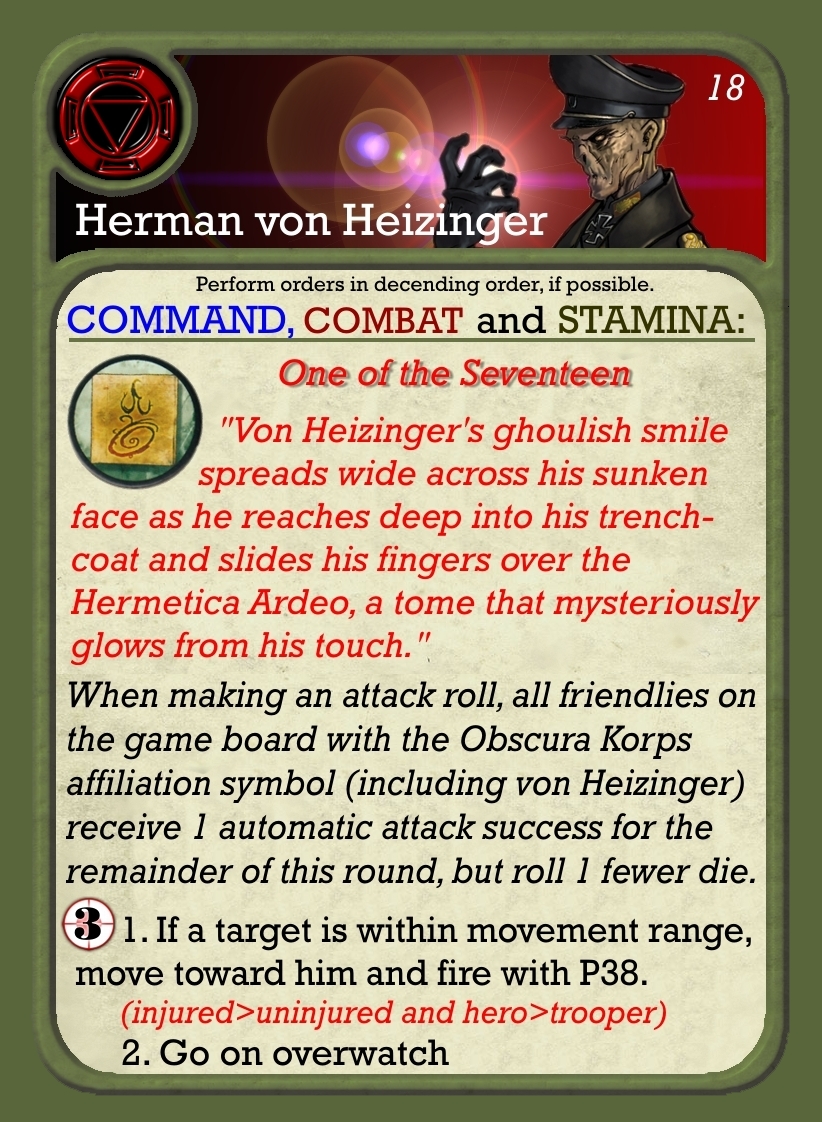 18
Herman von Heizinger
Perform orders in decending order, if possible.
COMMAND, COMBAT and STAMINA:
One of the Seventeen
"Von Heizinger's ghoulish smile
spreads wide across his sunken
face as he reaches deep into his trench-
coat and slides his fingers over the
Hermetica Ardeo, a tome that mysteriously
glows from his touch."
When making an attack roll, all friendlies on
the game board with the Obscura Korps
affiliation symbol (including von Heizinger)
receive 1 automatic attack success for the
remainder of this round, but roll 1 fewer die.
3 1. If a target is within movement range,
move toward him and fire with P38.
(injured>uninjured and hero>trooper)
2. Go on overwatch